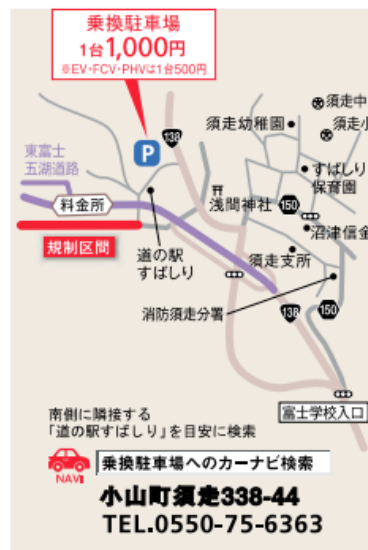 乗換駐車場
1台1,000円
※EV・FCV・PHVは1台500円
138
須走中
須走幼稚園
須走小
P
東富士
五湖道路
すばしり
保育園
料金所
浅間神社
150
沼津信金
規制区間
道の駅
すばしり
須走支所
消防須走分署
138
150
富士学校入口
南側に隣接する
「道の駅すばしり」を目安に検索
NAVI
乗換駐車場へのカーナビ検索
小山町須走338-44
TEL.0550-75-6363